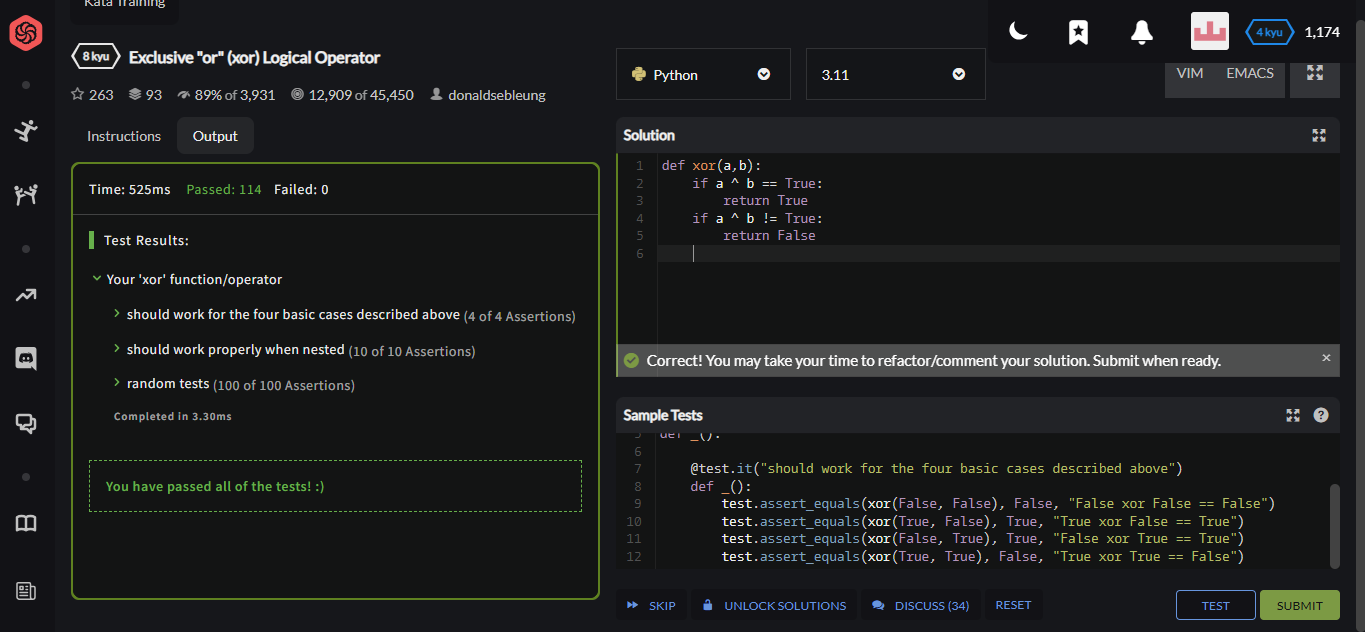 Kata Training
8 kyu
Exclusive "or" (xor) Logical Operator
263 93 89% of 3,931 12,909 of 45,450 donaldsebleung
Python
3.11
VIM EMACS
4 kyu 1,174
Instructions Output
Time: 525ms Passed: 114 Failed: 0
Test Results:
Your 'xor' function/operator
should work for the four basic cases described above (4 of 4 Assertions)
should work properly when nested (10 of 10 Assertions)
random tests (100 of 100 Assertions)
Completed in 3.30ms
You have passed all of the tests! :)
Solution
1 def xor(a,b):
2     if a ^ b == True:
3         return True
4     if a ^ b != True:
5         return False
6
Correct! You may take your time to refactor/comment your solution. Submit when ready. ×
Sample Tests ?
5 def _():
6
7     @test.it("should work for the four basic cases described above")
8     def _():
9         test.assert_equals(xor(False, False), False, "False xor False == False")
10         test.assert_equals(xor(True, False), True, "True xor False == True")
11         test.assert_equals(xor(False, True), True, "False xor True == True")
12         test.assert_equals(xor(True, True), False, "True xor True == False")
SKIP UNLOCK SOLUTIONS DISCUSS (34) RESET TEST SUBMIT